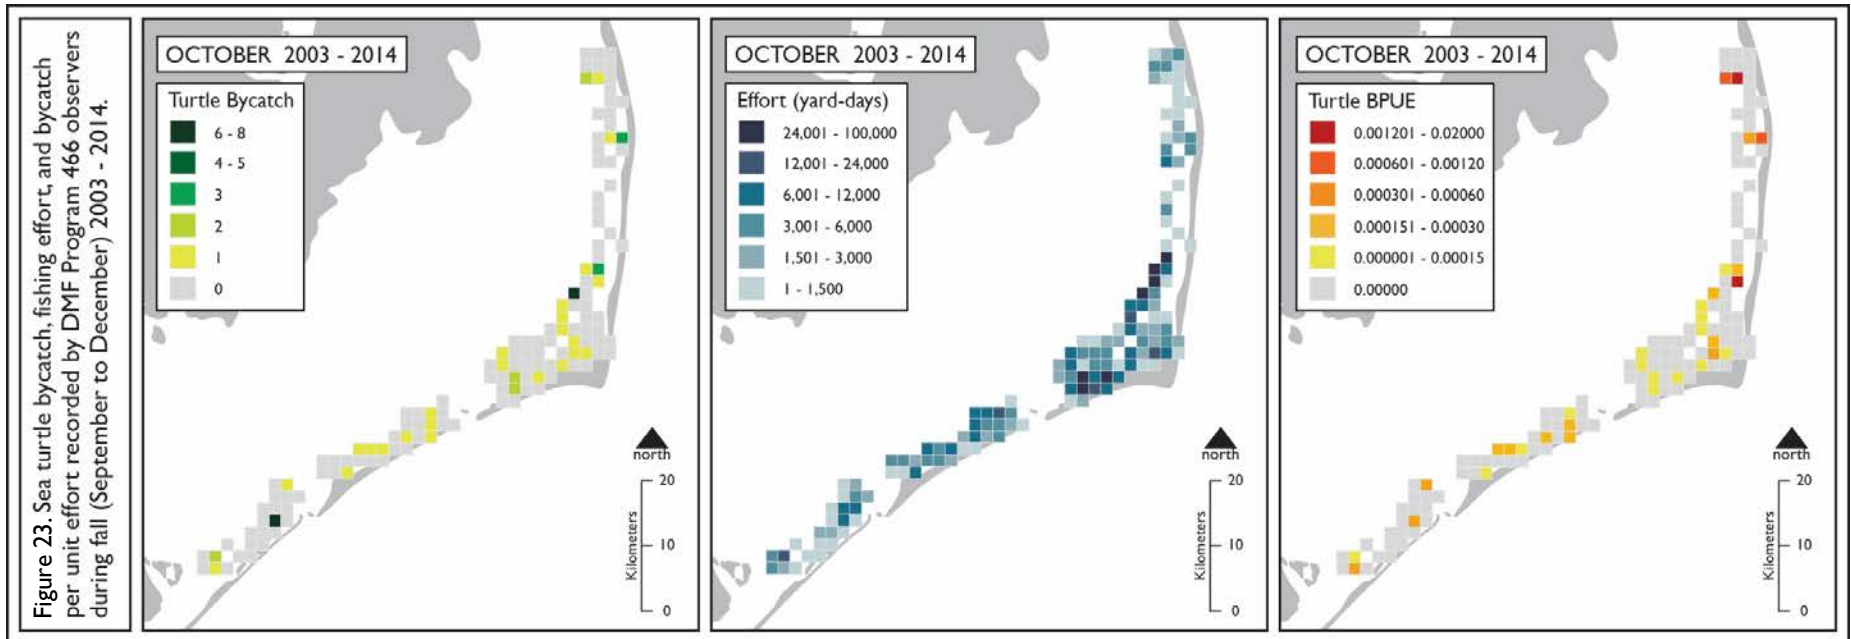 Figure 23. Sea turtle bycatch, fishing effort, and bycatch
per unit effort recorded by DMF Program 466 observers
during fall (September to December) 2003 - 2014.
OCTOBER 2003 - 2014
Turtle Bycatch
6 - 8
4 - 5
3
2
1
0
north
20
10
0
Kilometers
OCTOBER 2003 - 2014
Effort (yard-days)
24,001 - 100,000
12,001 - 24,000
6,001 - 12,000
3,001 - 6,000
1,501 - 3,000
1 - 1,500
north
20
10
0
Kilometers
OCTOBER 2003 - 2014
Turtle BPUE
0.001201 - 0.02000
0.000601 - 0.00120
0.000301 - 0.00060
0.000151 - 0.00030
0.000001 - 0.00015
0.00000
north
20
10
0
Kilometers